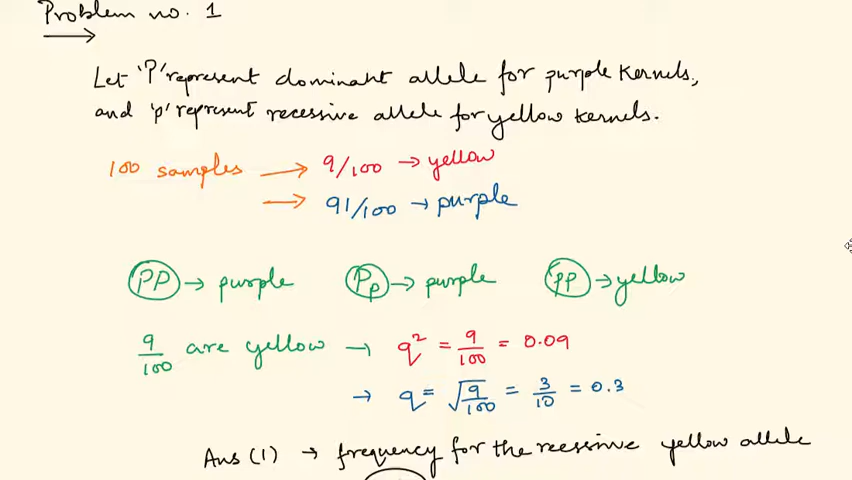 Problem no. 1
Let 'P' represent dominant allele for purple kernels,
and 'p' represent recessive allele for yellow kernels.
100 samples → 9/100 → yellow
→ 91/100 → purple
PP → purple Pp → purple pp → yellow
9/100 are yellow → q² = 9/100 = 0.09
→ q = √9/100 = 3/10 = 0.3
Ans (1) → frequency for the recessive yellow allele